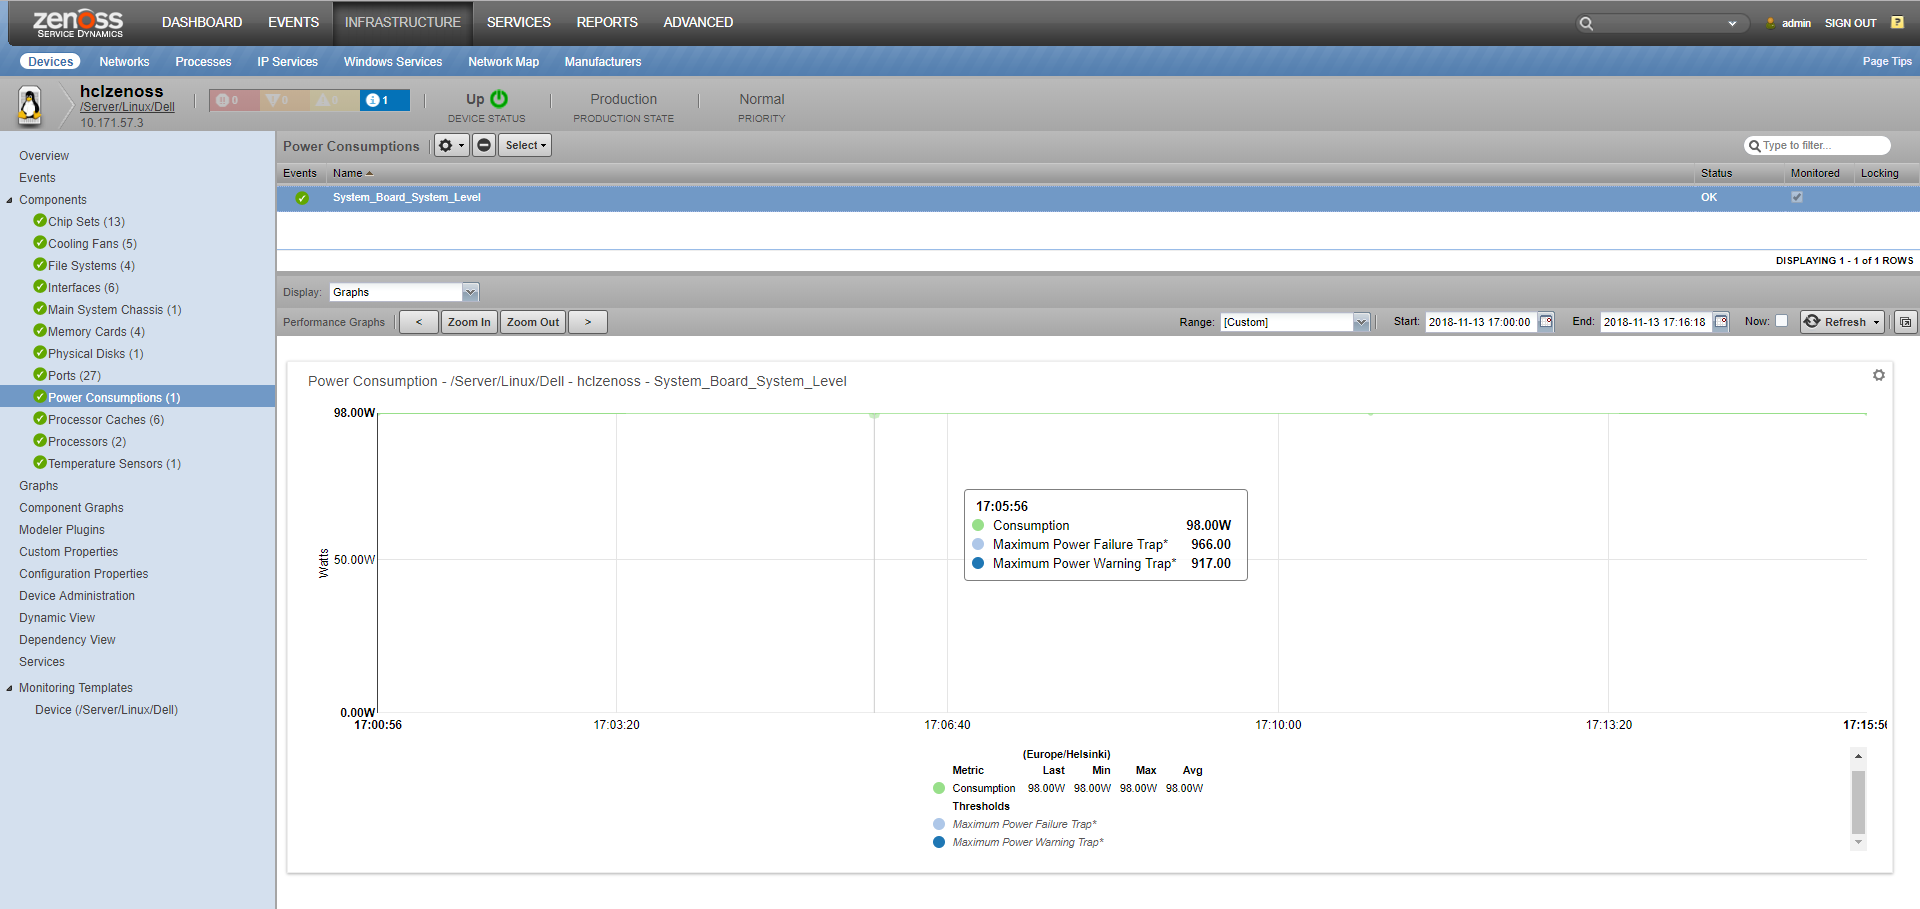 zenoss
SERVICE DYNAMICS
DASHBOARD EVENTS INFRASTRUCTURE SERVICES REPORTS ADVANCED
admin SIGN OUT ?
Devices Networks Processes IP Services Windows Services Network Map Manufacturers
Page Tips
hclzenoss
/Server/Linux/Dell
10.171.57.3
0 0 0 1
Up
DEVICE STATUS
Production
PRODUCTION STATE
Normal
PRIORITY
Overview
Events
Components
Chip Sets (13)
Cooling Fans (5)
File Systems (4)
Interfaces (6)
Main System Chassis (1)
Memory Cards (4)
Physical Disks (1)
Ports (27)
Power Consumptions (1)
Processor Caches (6)
Processors (2)
Temperature Sensors (1)
Graphs
Component Graphs
Modeler Plugins
Custom Properties
Configuration Properties
Device Administration
Dynamic View
Dependency View
Services
Monitoring Templates
Device (/Server/Linux/Dell)
Power Consumptions Select Type to filter...
Events Name Status Monitored Locking
System_Board_System_Level OK
DISPLAYING 1 - 1 of 1 ROWS
Display: Graphs
Performance Graphs < Zoom In Zoom Out > Range: [Custom] Start: 2018-11-13 17:00:00 End: 2018-11-13 17:16:18 Now: Refresh
Power Consumption - /Server/Linux/Dell - hclzenoss - System_Board_System_Level
98.00W
50.00W
0.00W
Watts
17:05:56
Consumption 98.00W
Maximum Power Failure Trap* 966.00
Maximum Power Warning Trap* 917.00
17:00:56 17:03:20 17:06:40 17:10:00 17:13:20 17:15:56
(Europe/Helsinki)
Metric Last Min Max Avg
Consumption 98.00W 98.00W 98.00W 98.00W
Thresholds
Maximum Power Failure Trap*
Maximum Power Warning Trap*